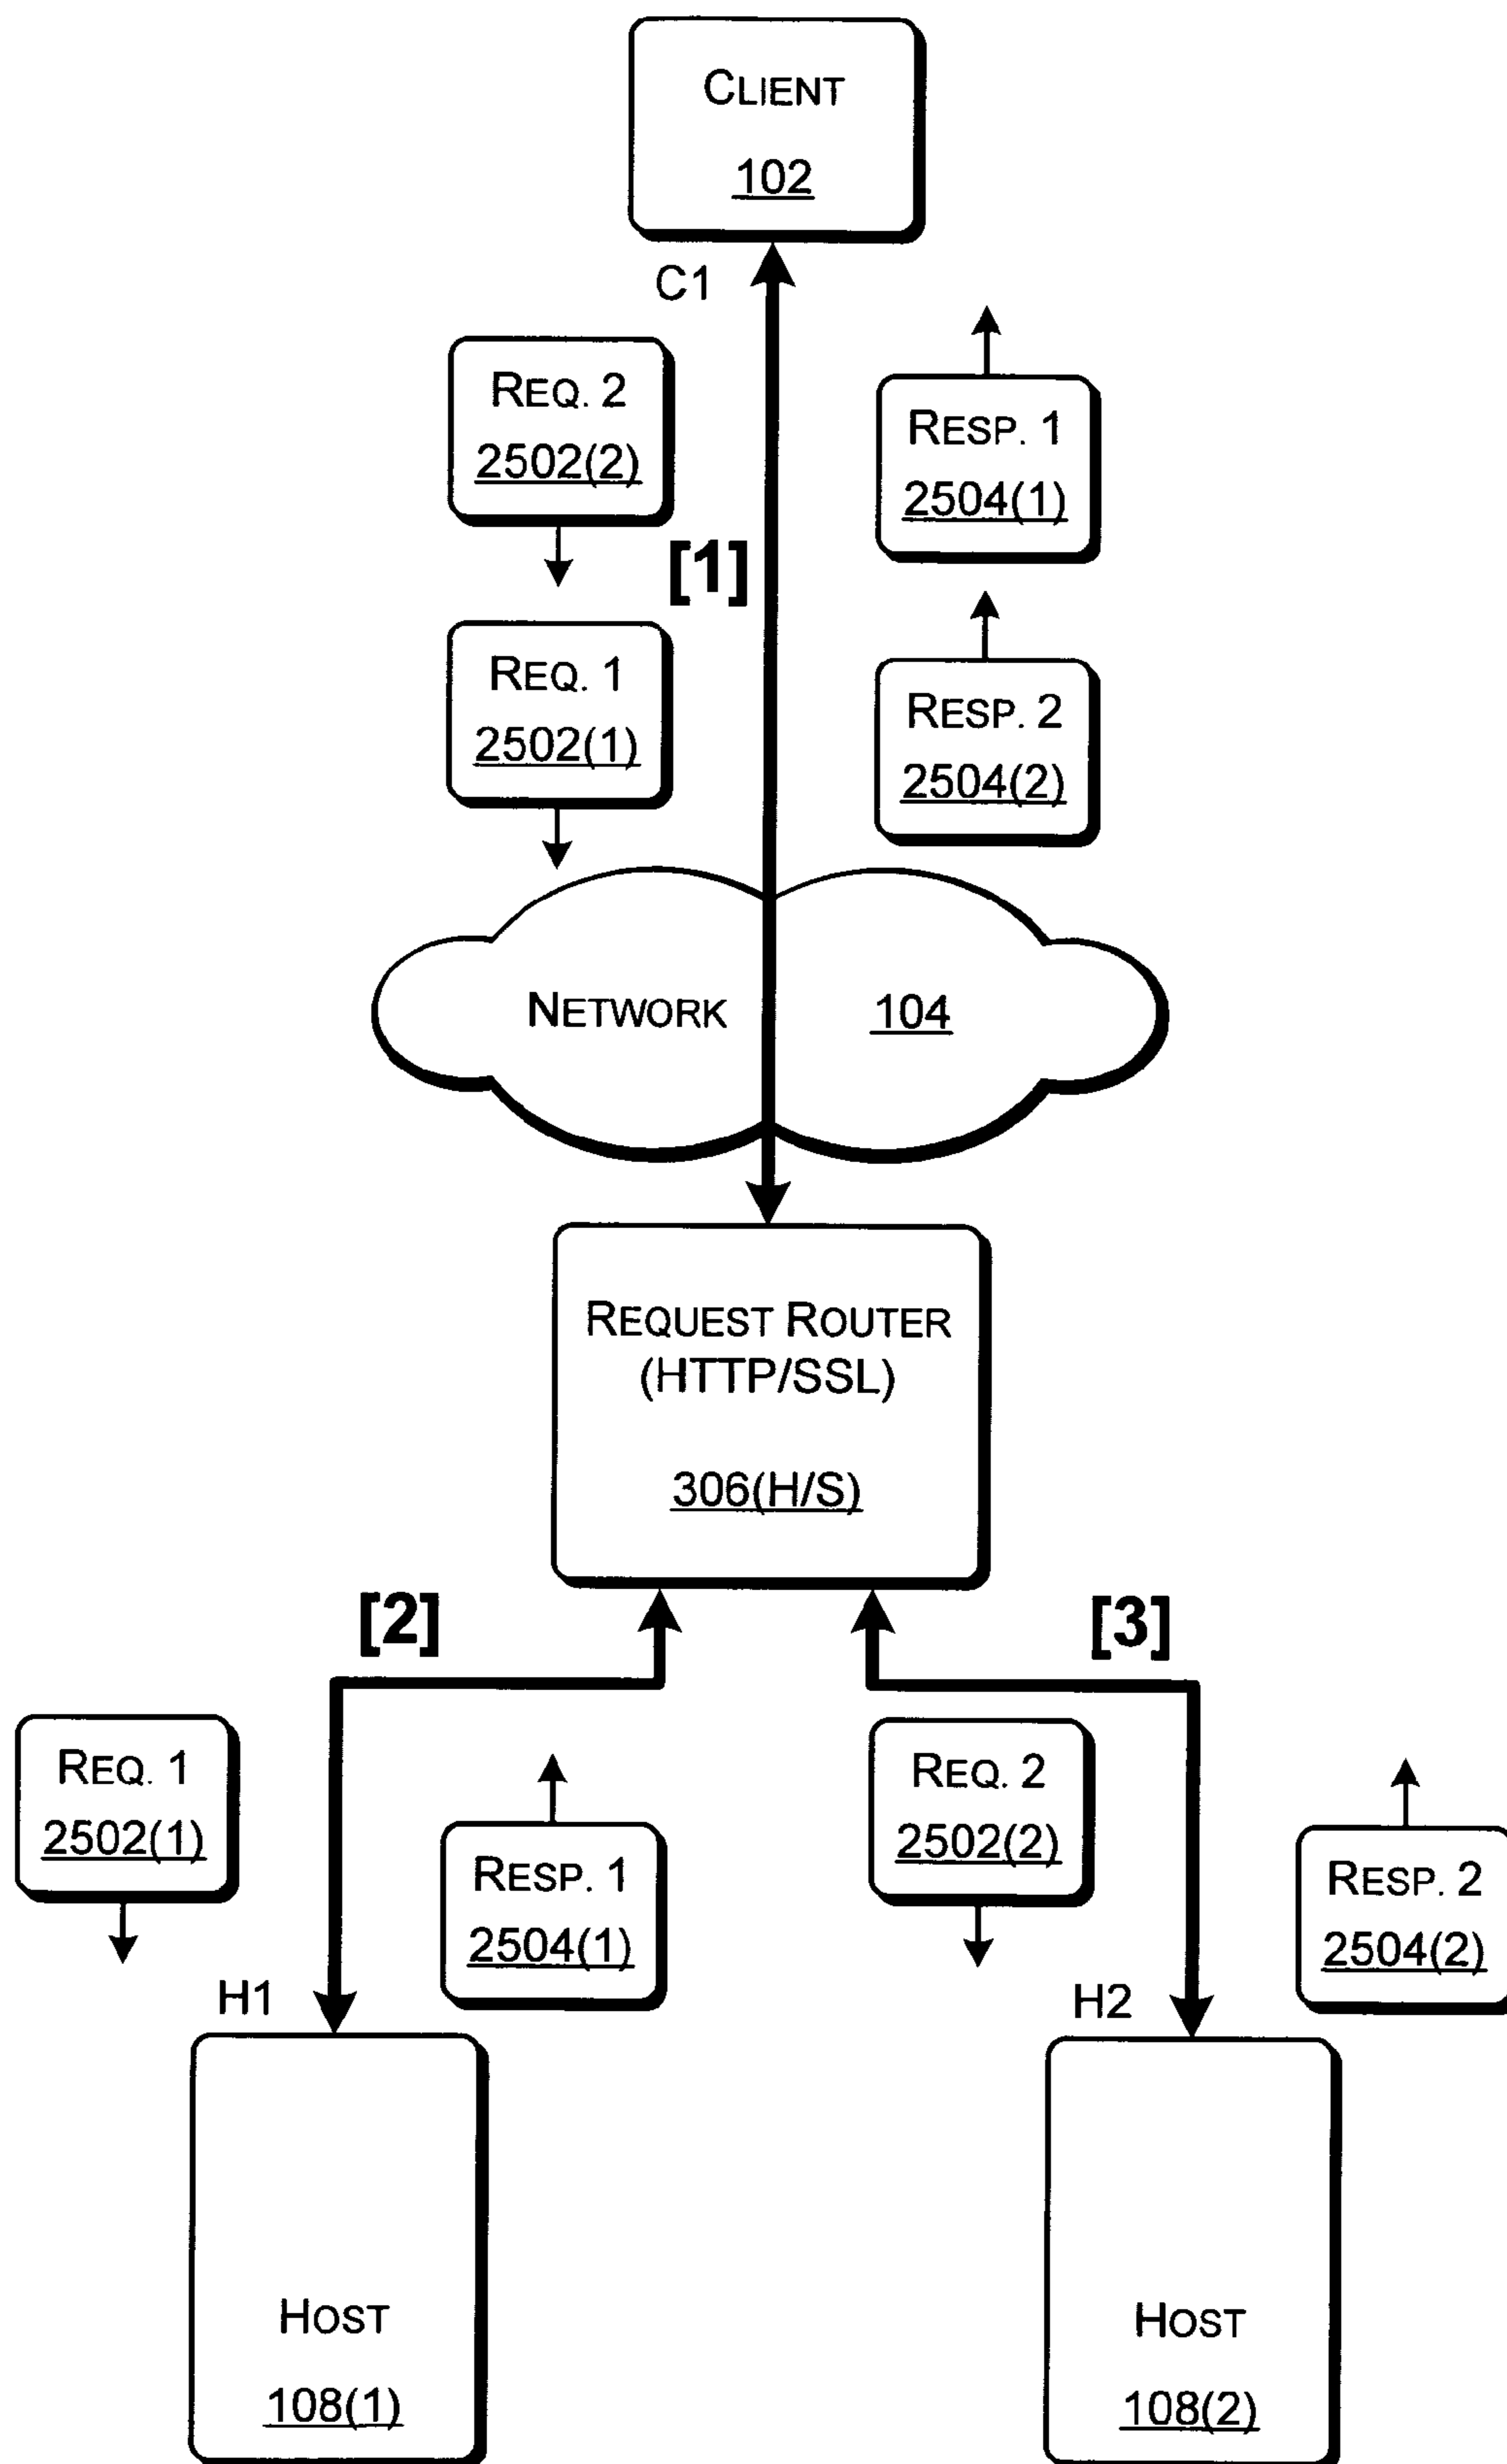 CLIENT
102
C1
REQ. 2
2502(2)
RESP. 1
2504(1)
[1]
REQ. 1
2502(1)
RESP. 2
2504(2)
NETWORK 104
REQUEST ROUTER
(HTTP/SSL)
306(H/S)
[2]
[3]
REQ. 1
2502(1)
RESP. 1
2504(1)
REQ. 2
2502(2)
RESP. 2
2504(2)
H1
H2
HOST
108(1)
HOST
108(2)